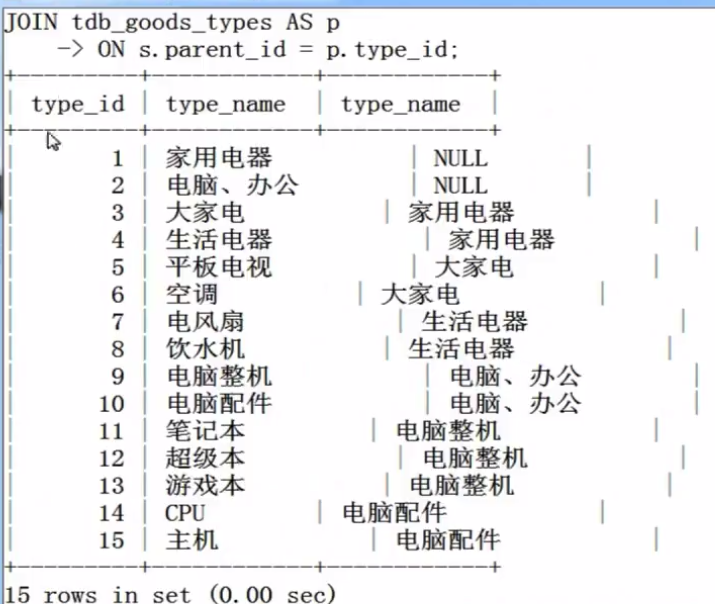 JOIN tdb_goods_types AS p
    -> ON s.parent_id = p.type_id;
+---------+-----------+-----------+
| type_id | type_name | type_name |
+---------+-----------+-----------+
| 1 | 家用电器 | NULL |
| 2 | 电脑、办公 | NULL |
| 3 | 大家电 | 家用电器 |
| 4 | 生活电器 | 家用电器 |
| 5 | 平板电视 | 大家电 |
| 6 | 空调 | 大家电 |
| 7 | 电风扇 | 生活电器 |
| 8 | 饮水机 | 生活电器 |
| 9 | 电脑整机 | 电脑、办公 |
| 10 | 电脑配件 | 电脑、办公 |
| 11 | 笔记本 | 电脑整机 |
| 12 | 超级本 | 电脑整机 |
| 13 | 游戏本 | 电脑整机 |
| 14 | CPU | 电脑配件 |
| 15 | 主机 | 电脑配件 |
+---------+-----------+-----------+
15 rows in set (0.00 sec)